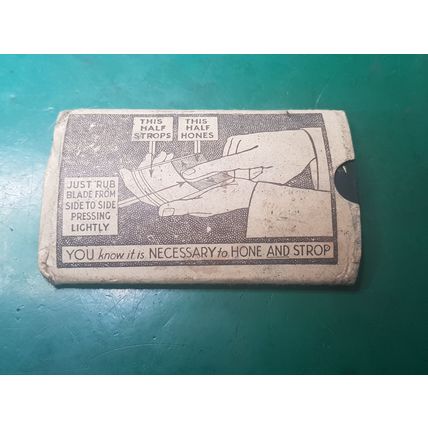 THIS
HALF
STROPS
THIS
HALF
HONES
JUST RUB
BLADE FROM
SIDE TO SIDE
PRESSING
LIGHTLY
YOU know it is NECESSARY to HONE AND STROP